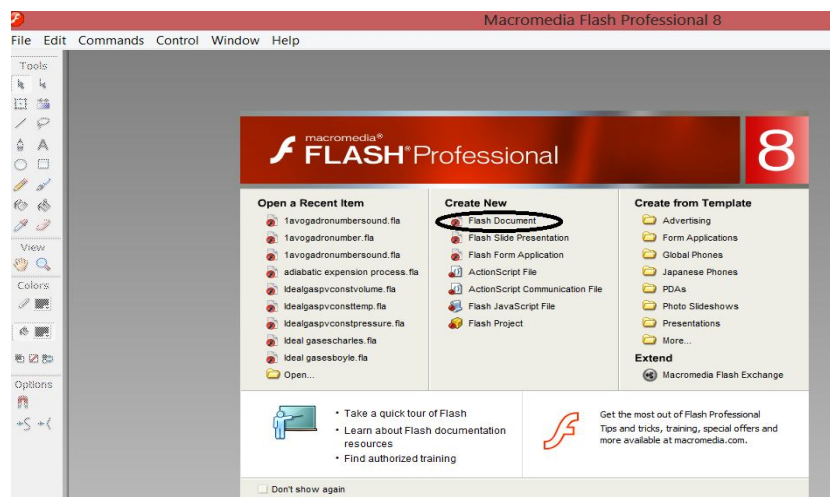 Macromedia Flash Professional 8
File Edit Commands Control Window Help
Tools
View
Colors
Options
macromedia®
FLASH® Professional
8
Open a Recent Item
1avogadronumbersound.fla
1avogadronumber.fla
1avogadronumbersound.fla
adiabatic expension process.fla
Idealgaspvconstvolume.fla
Idealgaspvconsttemp.fla
Idealgaspvconstpressure.fla
Ideal gasescharles.fla
Ideal gasesboyle.fla
Open...
Create New
Flash Document
Flash Slide Presentation
Flash Form Application
ActionScript File
ActionScript Communication File
Flash JavaScript File
Flash Project
Create from Template
Advertising
Form Applications
Global Phones
Japanese Phones
PDAs
Photo Slideshows
Presentations
More...
Extend
Macromedia Flash Exchange
• Take a quick tour of Flash
• Learn about Flash documentation
resources
• Find authorized training
Get the most out of Flash Professional
Tips and tricks, training, special offers and
more available at macromedia.com.
Don't show again